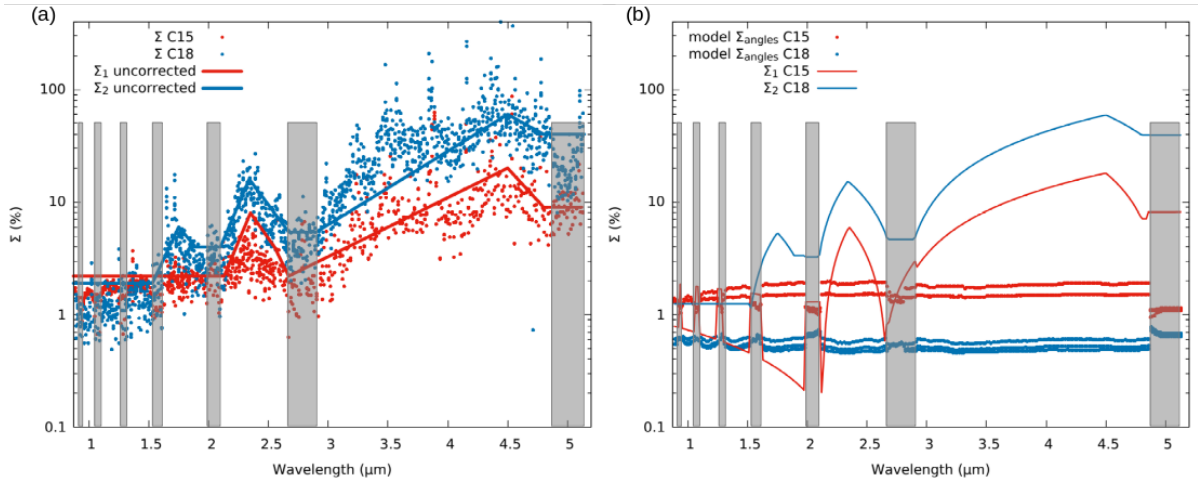 (a)
Σ C15
Σ C18
Σ1 uncorrected
Σ2 uncorrected
100
10
1
0.1
Σ (%)
1 1.5 2 2.5 3 3.5 4 4.5 5
Wavelength (μm)
(b)
model Σangles C15
model Σangles C18
Σ1 C15
Σ2 C18
100
10
1
0.1
Σ (%)
1 1.5 2 2.5 3 3.5 4 4.5 5
Wavelength (μm)